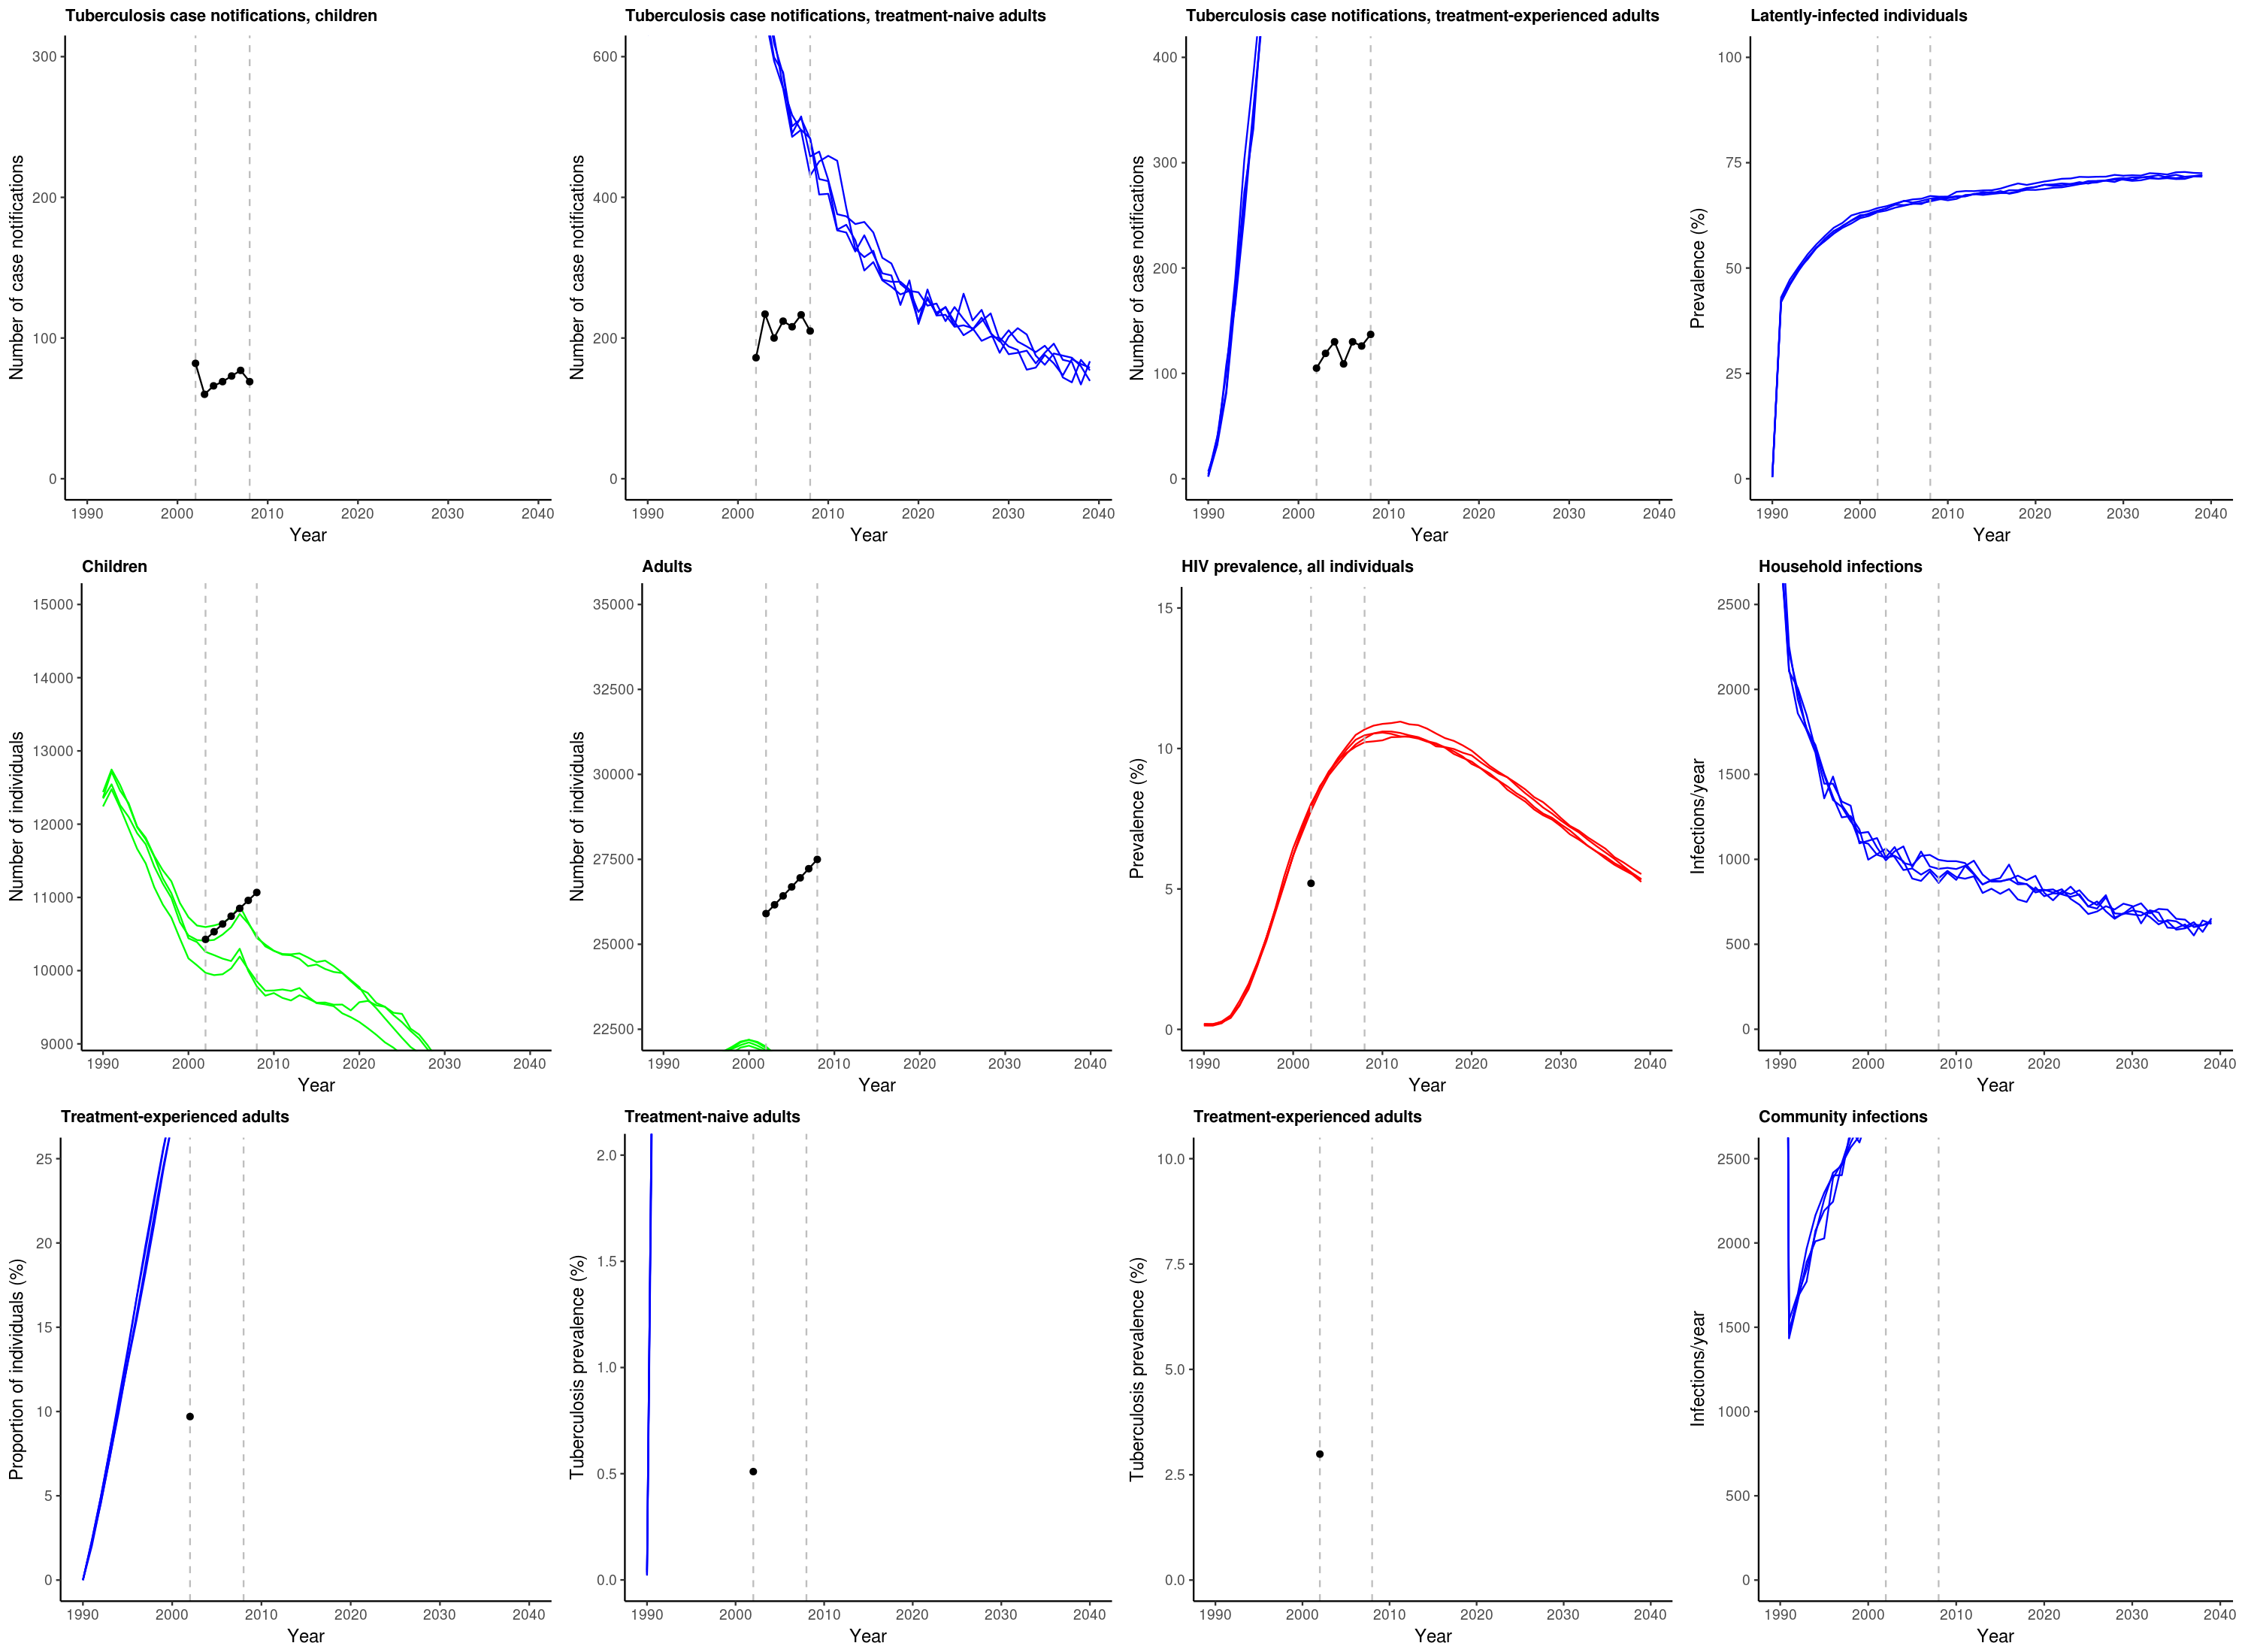 Tuberculosis case notifications, children
Number of case notifications
300
200
100
0
1990 2000 2010 2020 2030 2040
Year
Tuberculosis case notifications, treatment-naive adults
Number of case notifications
600
400
200
0
1990 2000 2010 2020 2030 2040
Year
Tuberculosis case notifications, treatment-experienced adults
Number of case notifications
400
300
200
100
0
1990 2000 2010 2020 2030 2040
Year
Latently-infected individuals
Prevalence (%)
100
75
50
25
0
1990 2000 2010 2020 2030 2040
Year
Children
Number of individuals
15000
14000
13000
12000
11000
10000
9000
1990 2000 2010 2020 2030 2040
Year
Adults
Number of individuals
35000
32500
30000
27500
25000
22500
1990 2000 2010 2020 2030 2040
Year
HIV prevalence, all individuals
Prevalence (%)
15
10
5
0
1990 2000 2010 2020 2030 2040
Year
Household infections
Infections/year
2500
2000
1500
1000
500
0
1990 2000 2010 2020 2030 2040
Year
Treatment-experienced adults
Proportion of individuals (%)
25
20
15
10
5
0
1990 2000 2010 2020 2030 2040
Year
Treatment-naive adults
Tuberculosis prevalence (%)
2.0
1.5
1.0
0.5
0.0
1990 2000 2010 2020 2030 2040
Year
Treatment-experienced adults
Tuberculosis prevalence (%)
10.0
7.5
5.0
2.5
0.0
1990 2000 2010 2020 2030 2040
Year
Community infections
Infections/year
2500
2000
1500
1000
500
0
1990 2000 2010 2020 2030 2040
Year